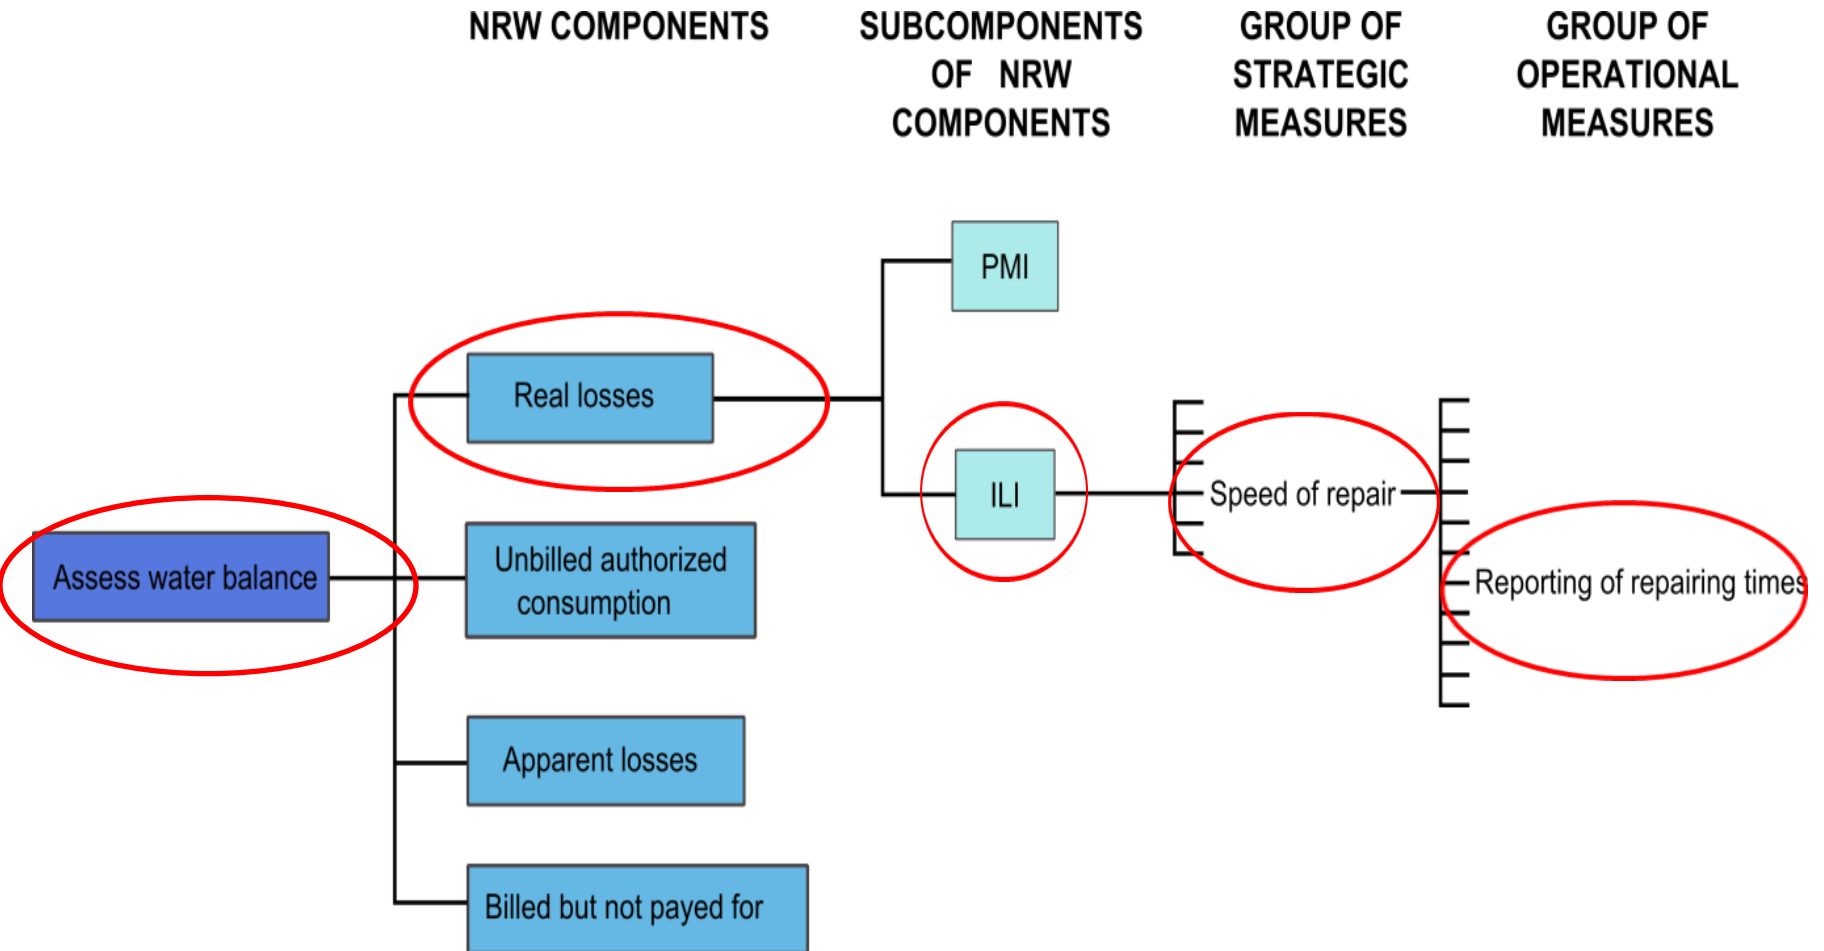 NRW COMPONENTS
SUBCOMPONENTS
OF NRW
COMPONENTS
GROUP OF
STRATEGIC
MEASURES
GROUP OF
OPERATIONAL
MEASURES
PMI
Real losses
ILI
Speed of repair
Assess water balance
Unbilled authorized
consumption
Reporting of repairing times
Apparent losses
Billed but not payed for